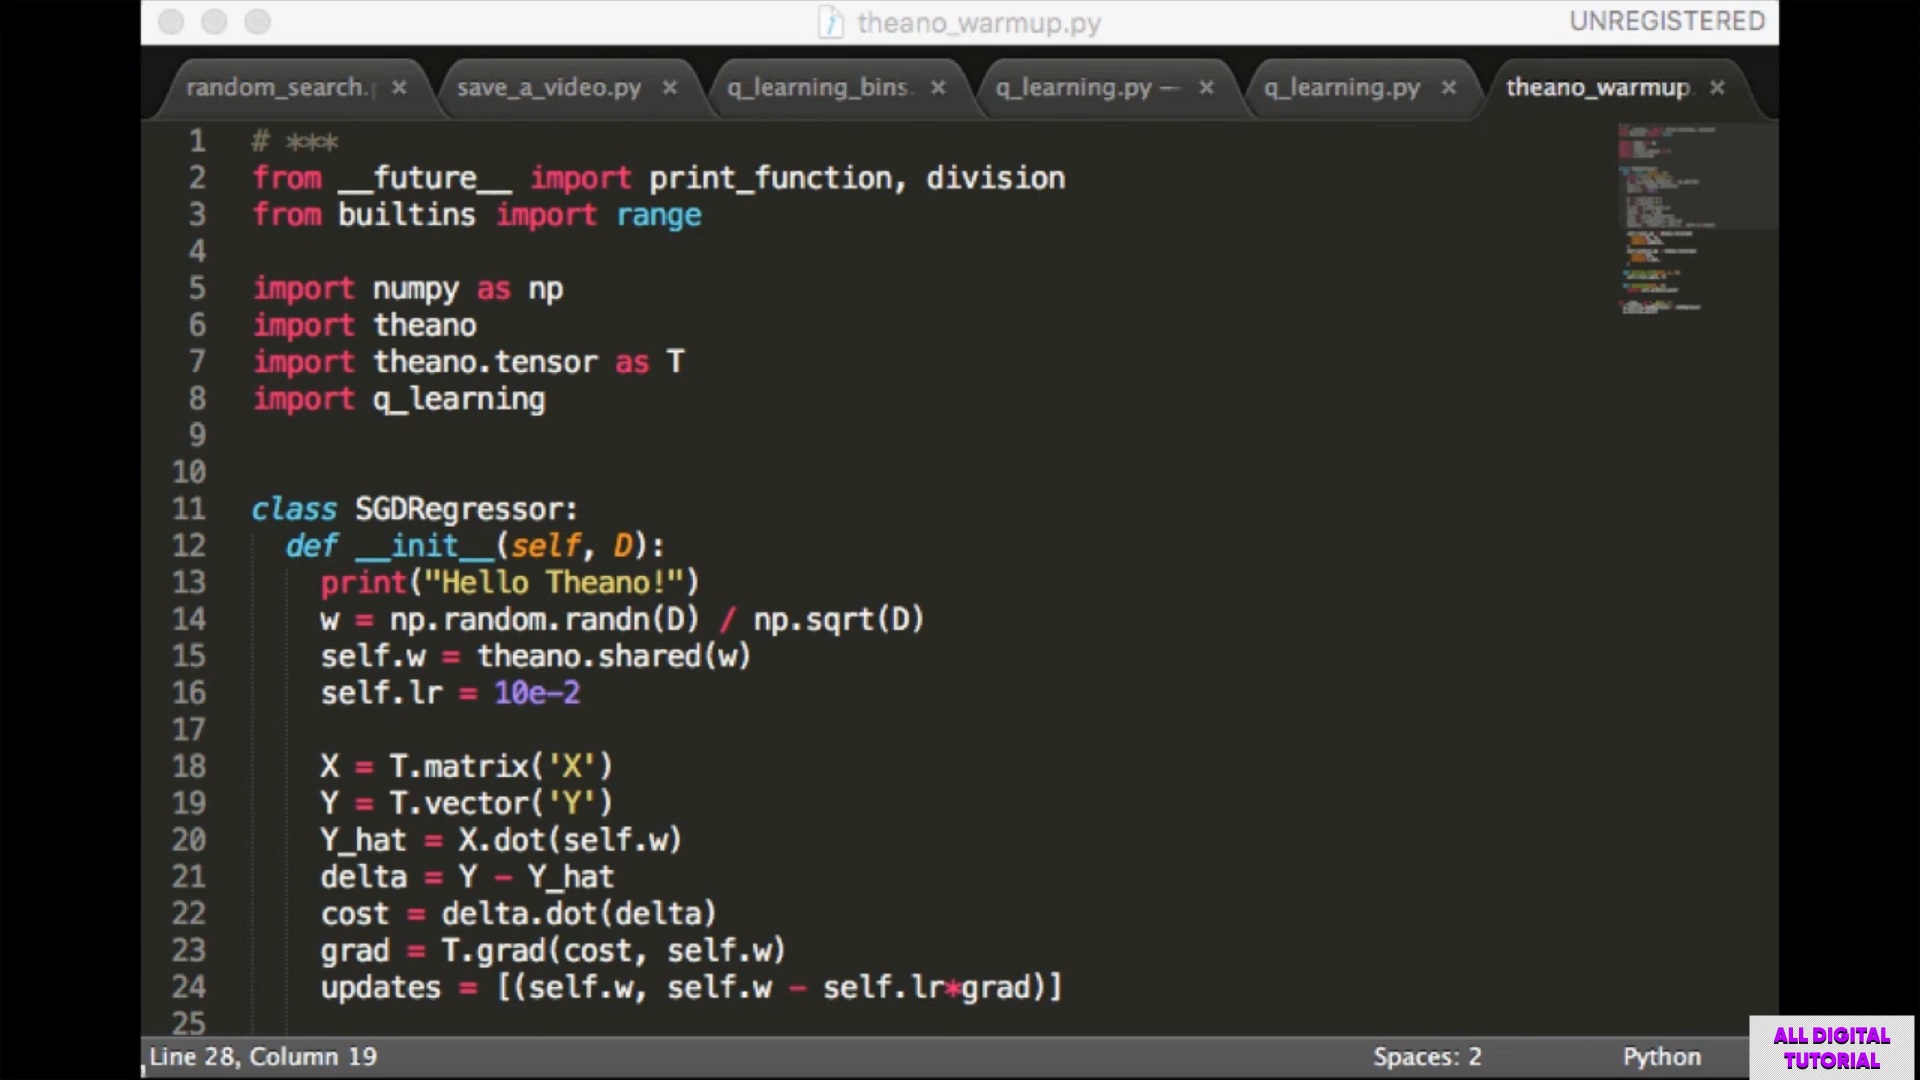 theano_warmup.py
UNREGISTERED
random_search. × save_a_video.py × q_learning_bins. × q_learning.py — × q_learning.py × theano_warmup. ×
1 # ***
2 from __future__ import print_function, division
3 from builtins import range
4
5 import numpy as np
6 import theano
7 import theano.tensor as T
8 import q_learning
9
10
11 class SGDRegressor:
12   def __init__(self, D):
13     print("Hello Theano!")
14     w = np.random.randn(D) / np.sqrt(D)
15     self.w = theano.shared(w)
16     self.lr = 10e-2
17
18     X = T.matrix('X')
19     Y = T.vector('Y')
20     Y_hat = X.dot(self.w)
21     delta = Y - Y_hat
22     cost = delta.dot(delta)
23     grad = T.grad(cost, self.w)
24     updates = [(self.w, self.w - self.lr*grad)]
25
Line 28, Column 19
Spaces: 2
Python
ALL DIGITAL
TUTORIAL